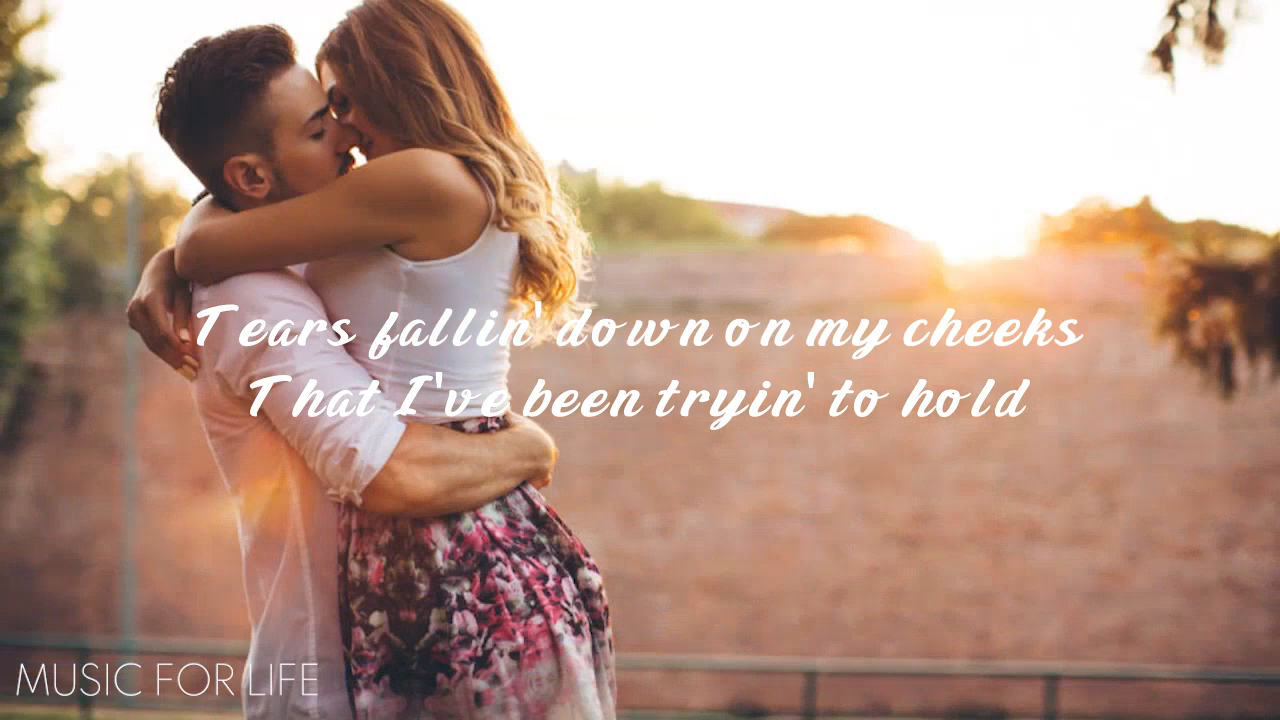 Tears fallin' down on my cheeks
That I've been tryin' to hold
MUSIC FOR LIFE